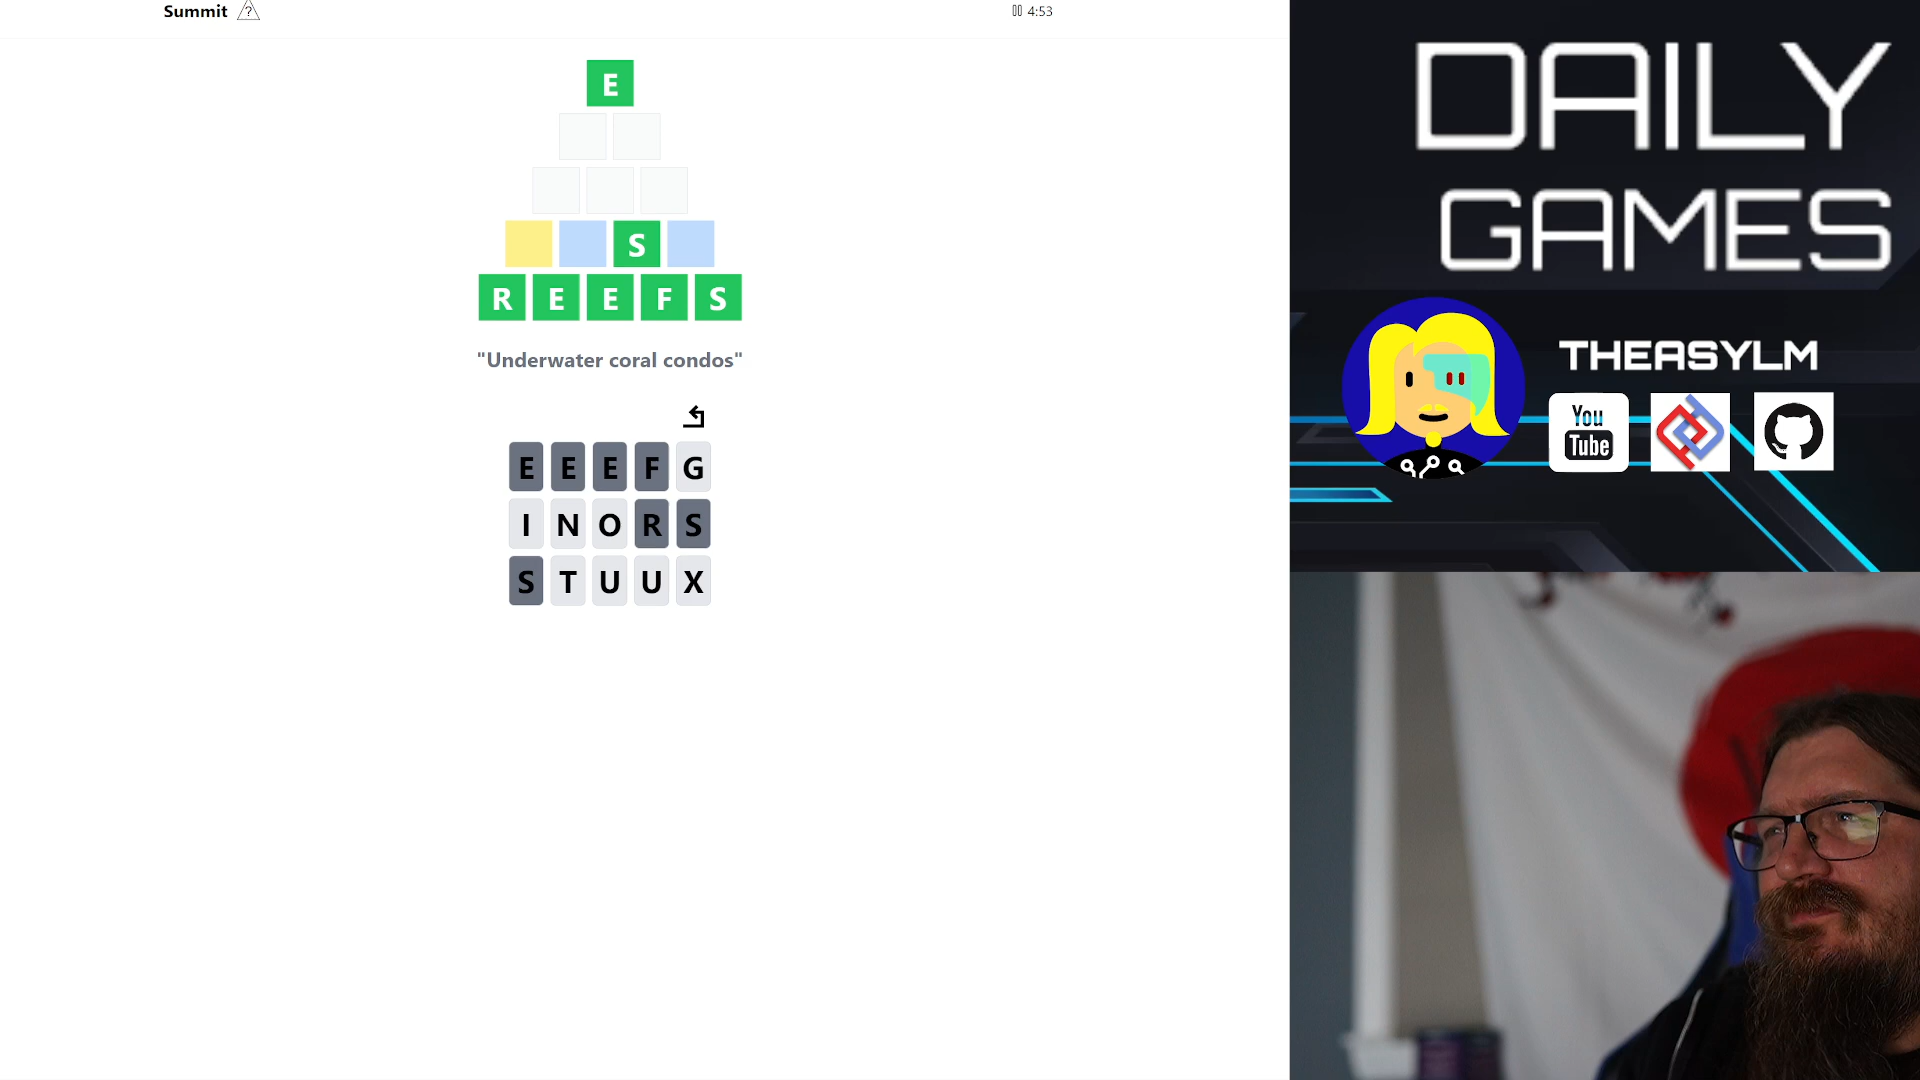 Summit ?
4:53
E
S
REEFS
"Underwater coral condos"
E E E F G
I N O R S
S T U U X
DAILY
GAMES
THEASYLM
You
Tube